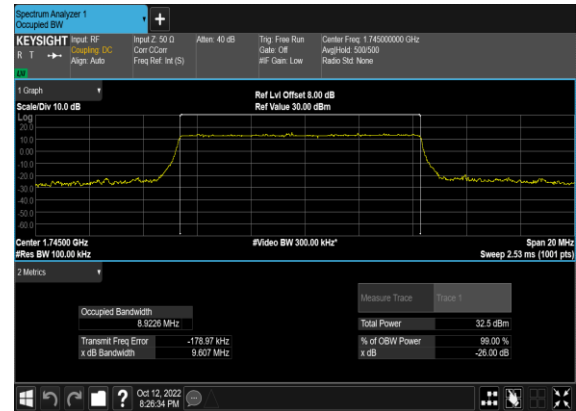 Spectrum Analyzer 1
Occupied BW
+
KEYSIGHT
R T
LXI
Input: RF
Coupling: DC
Align: Auto
Input Z: 50 Ω
Corr CCorr
Freq Ref: Int (S)
Atten: 40 dB
Trig: Free Run
Gate: Off
#IF Gain: Low
Center Freq: 1.745000000 GHz
Avg|Hold: 500/500
Radio Std: None
1 Graph
Scale/Div 10.0 dB
Ref Lvl Offset 8.00 dB
Ref Value 30.00 dBm
Log
20.0
10.0
0.00
-10.0
-20.0
-30.0
-40.0
-50.0
-60.0
Center 1.74500 GHz
#Res BW 100.00 kHz
#Video BW 300.00 kHz*
Span 20 MHz
Sweep 2.53 ms (1001 pts)
2 Metrics
Measure Trace Trace 1
Occupied Bandwidth
8.9226 MHz
Total Power 32.5 dBm
Transmit Freq Error -178.97 kHz
% of OBW Power 99.00 %
x dB Bandwidth 9.607 MHz
x dB -26.00 dB
?
Oct 12, 2022
8:26:34 PM